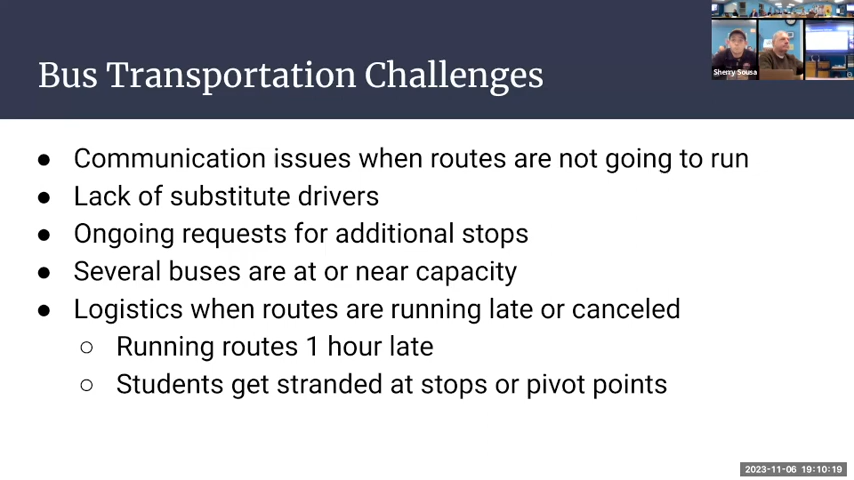 Bus Transportation Challenges
Sherry Sousa
● Communication issues when routes are not going to run
● Lack of substitute drivers
● Ongoing requests for additional stops
● Several buses are at or near capacity
● Logistics when routes are running late or canceled
○ Running routes 1 hour late
○ Students get stranded at stops or pivot points
2023-11-06 19:10:19